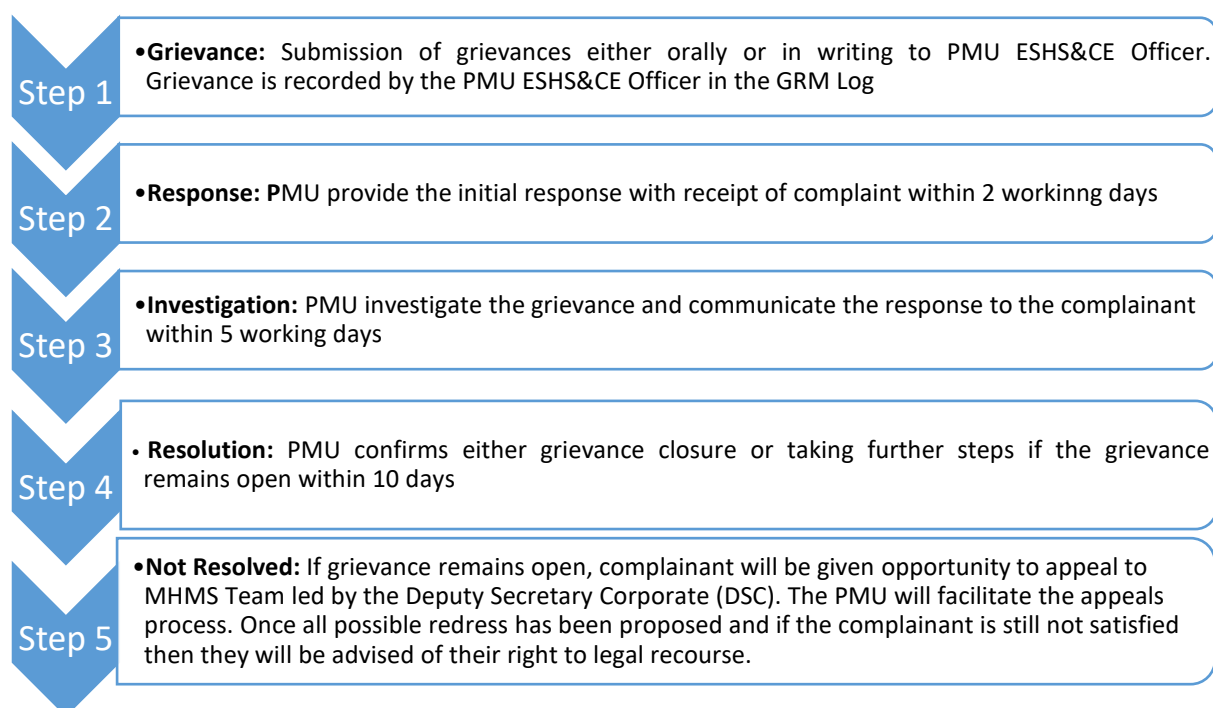 Step 1
•Grievance: Submission of grievances either orally or in writing to PMU ESHS&CE Officer.
Grievance is recorded by the PMU ESHS&CE Officer in the GRM Log
Step 2
•Response: PMU provide the initial response with receipt of complaint within 2 workinng days
Step 3
•Investigation: PMU investigate the grievance and communicate the response to the complainant
within 5 working days
Step 4
• Resolution: PMU confirms either grievance closure or taking further steps if the grievance
remains open within 10 days
Step 5
•Not Resolved: If grievance remains open, complainant will be given opportunity to appeal to
MHMS Team led by the Deputy Secretary Corporate (DSC). The PMU will facilitate the appeals
process. Once all possible redress has been proposed and if the complainant is still not satisfied
then they will be advised of their right to legal recourse.